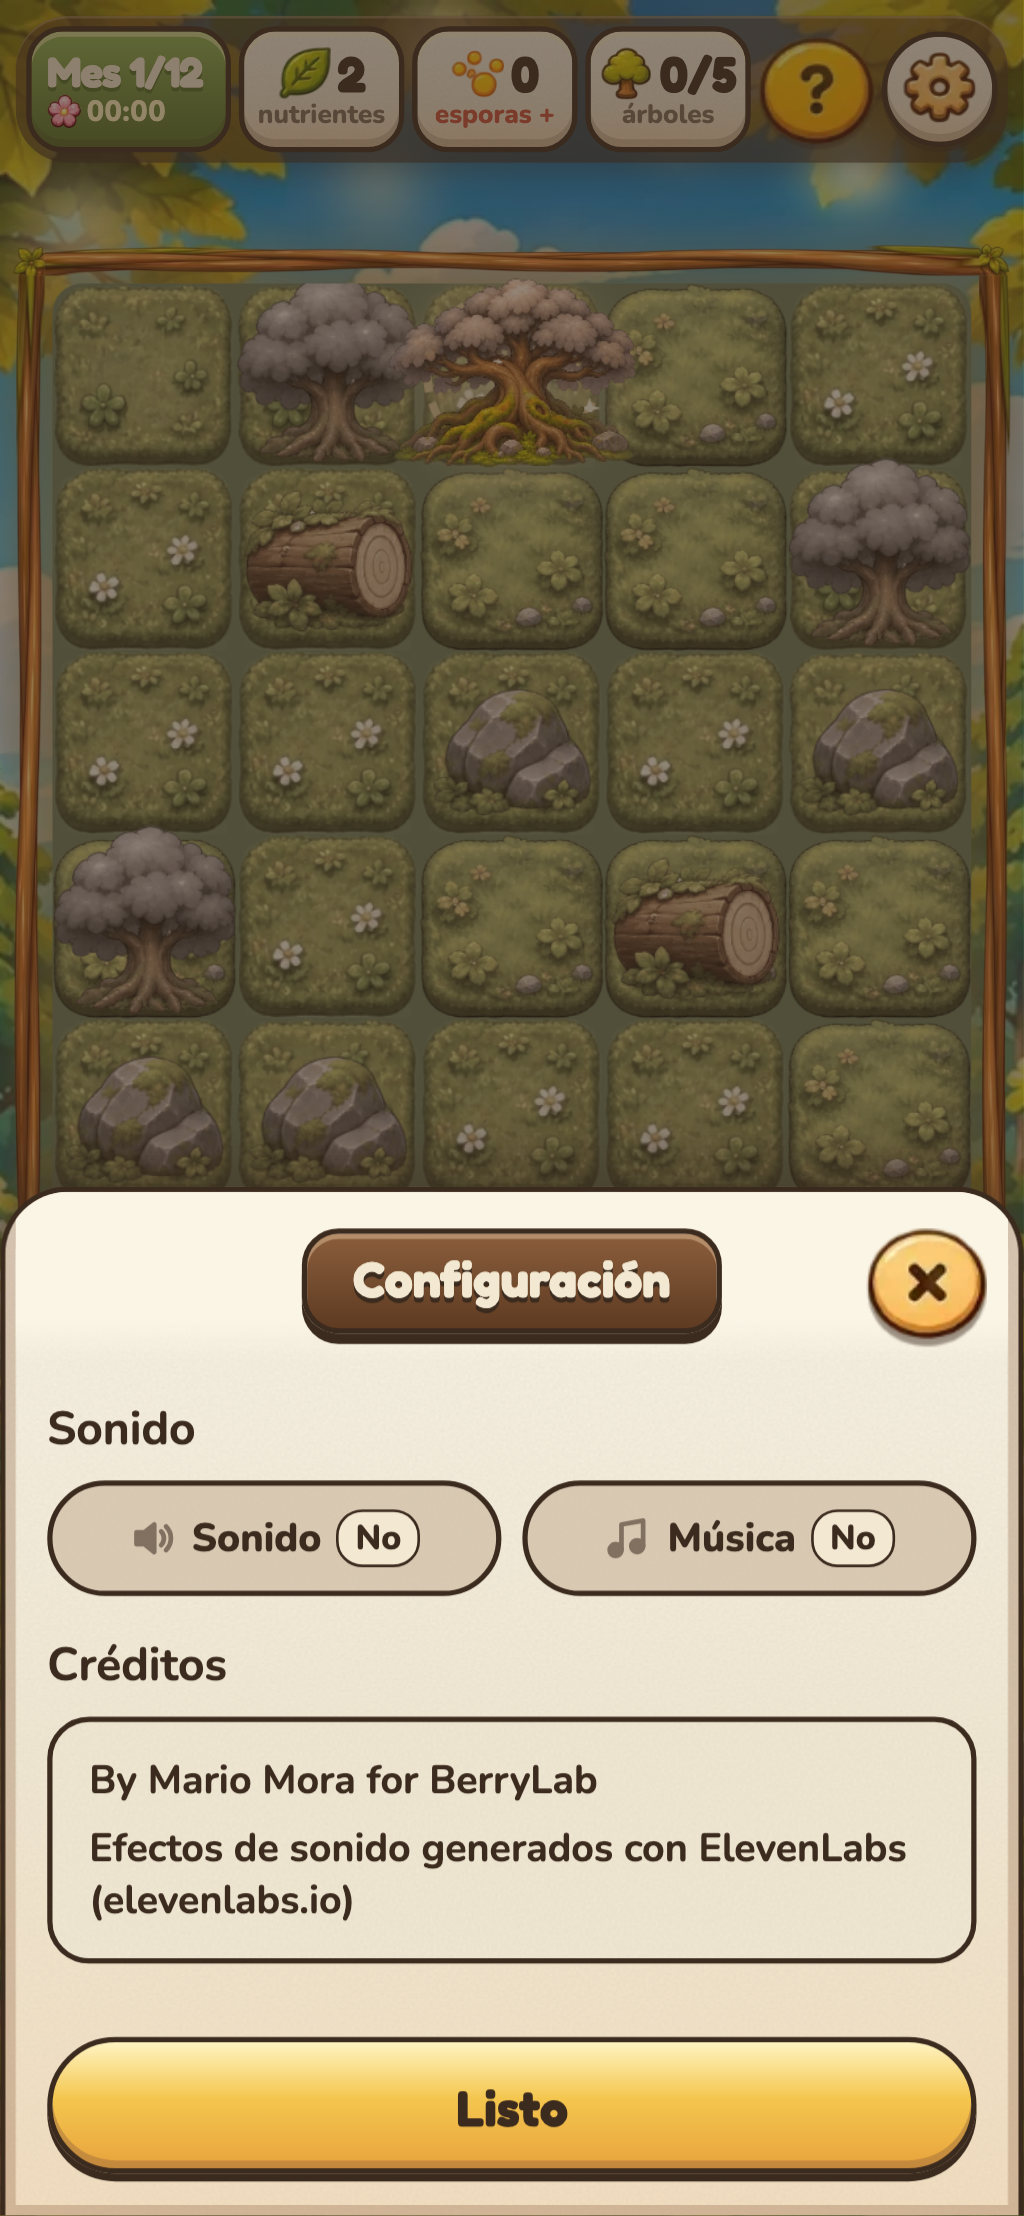 Mes 1/12
00:00
2
nutrientes
0
esporas +
0/5
árboles
?
Configuración
Sonido
Sonido No
Música No
Créditos
By Mario Mora for BerryLab
Efectos de sonido generados con ElevenLabs
(elevenlabs.io)
Listo